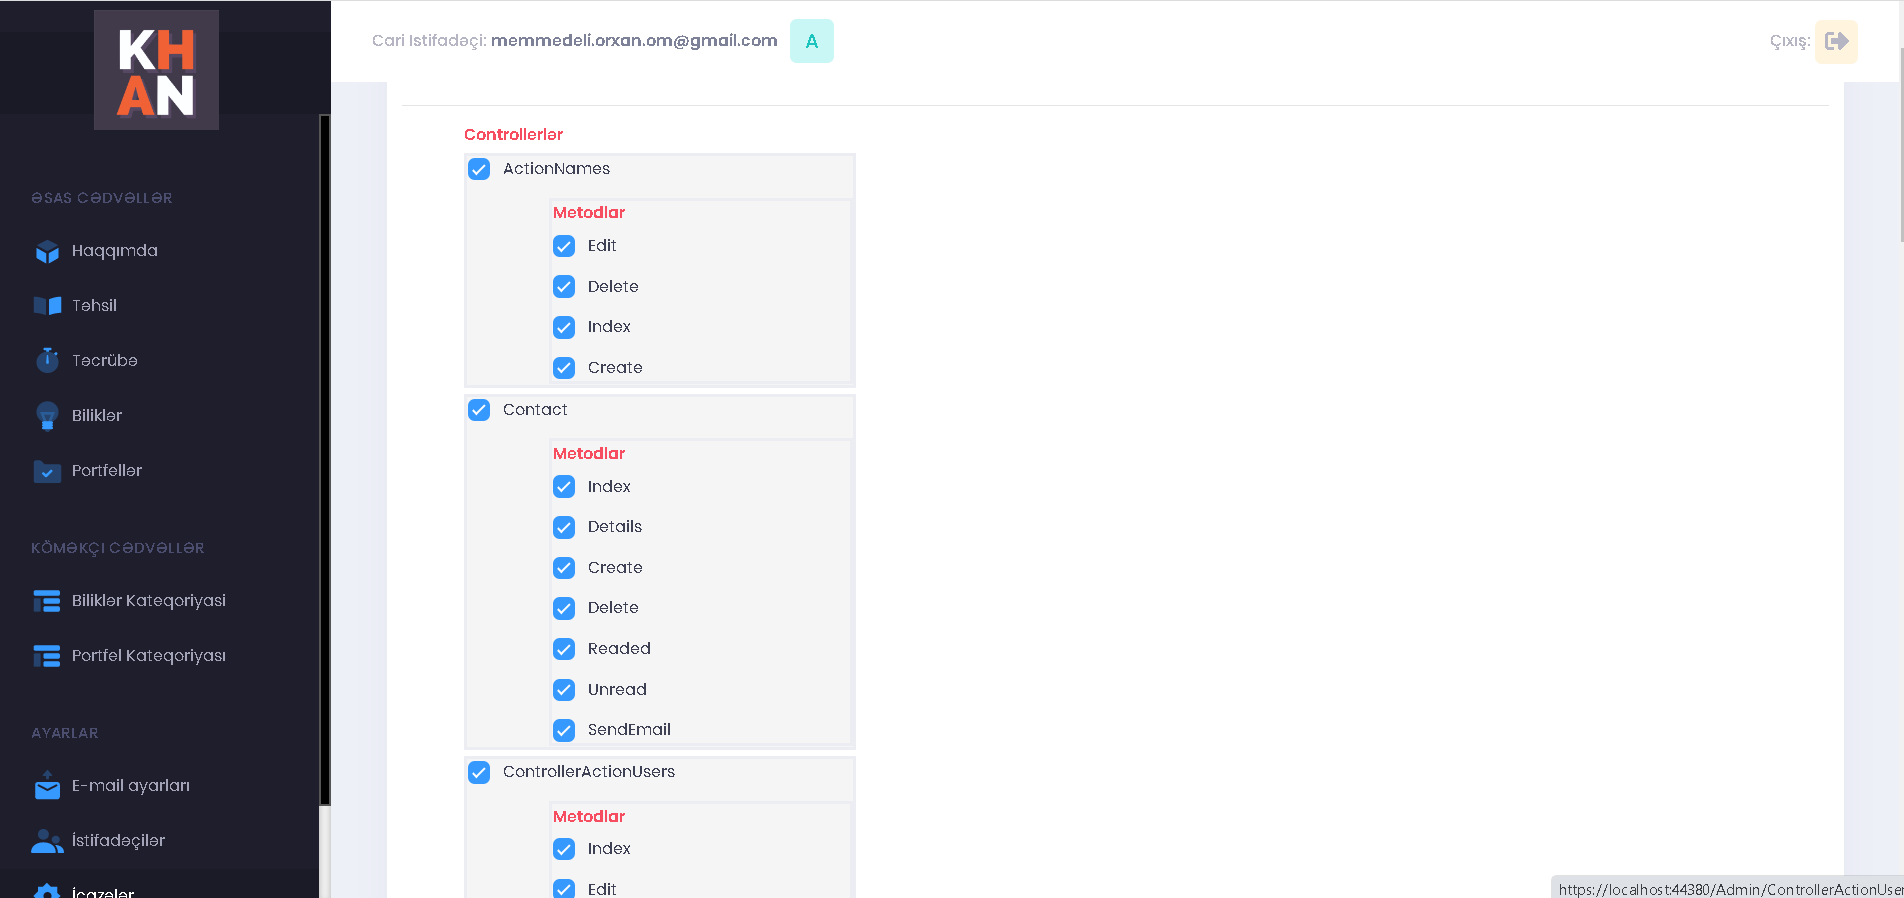 KH
AN
Cari Istifadəçi: memmedeli.orxan.om@gmail.com
A
Çıxış:
ƏSAS CƏDVƏLLƏR
Haqqımda
Təhsil
Təcrübə
Biliklər
Portfellər
KÖMƏKÇI CƏDVƏLLƏR
Biliklər Kateqoriyasi
Portfel Kateqoriyası
AYARLAR
E-mail ayarları
İstifadəçilər
İcazələr
Controllerlər
ActionNames
Metodlar
Edit
Delete
Index
Create
Contact
Metodlar
Index
Details
Create
Delete
Readed
Unread
SendEmail
ControllerActionUsers
Metodlar
Index
Edit
https://localhost:44380/Admin/ControllerActionUser